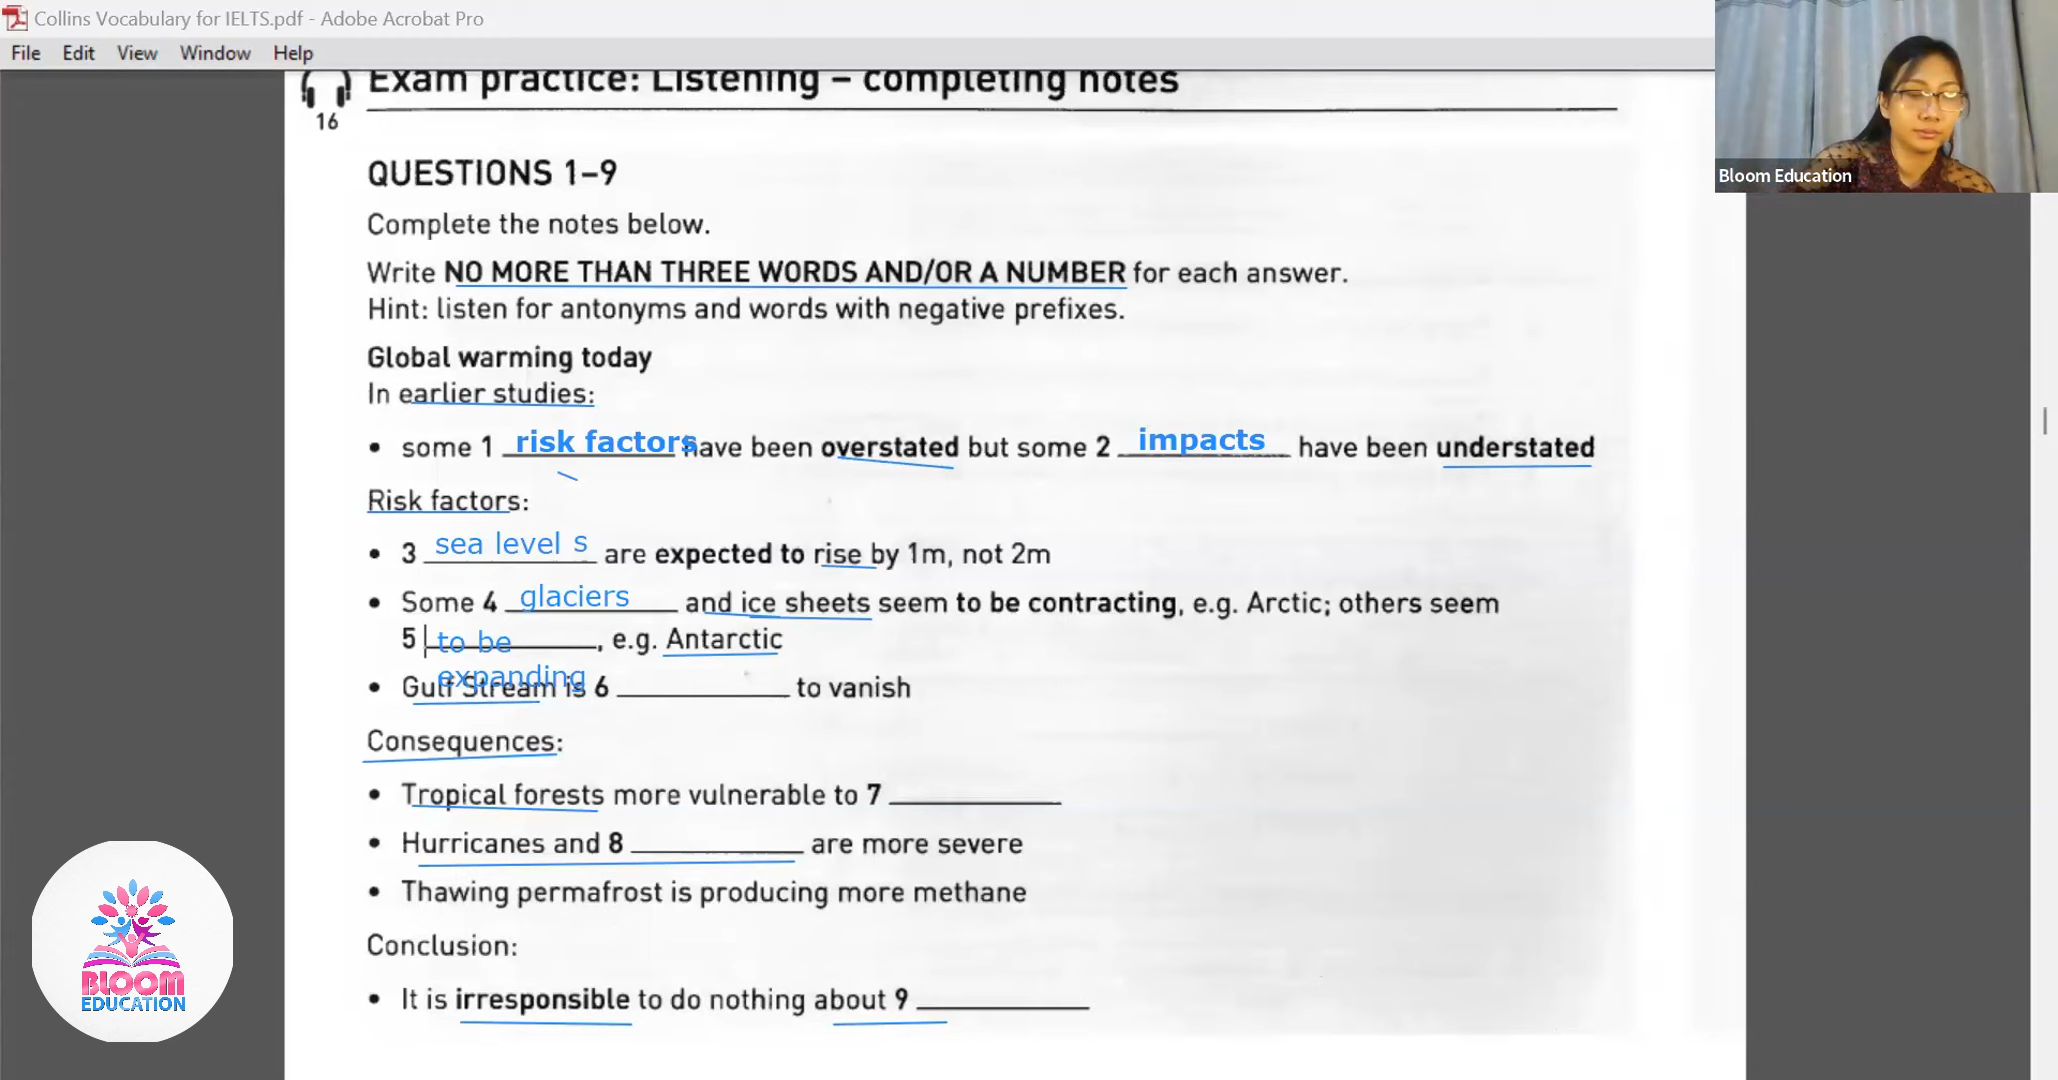 Collins Vocabulary for IELTS.pdf - Adobe Acrobat Pro
File Edit View Window Help
Exam practice: Listening – completing notes
16
QUESTIONS 1–9
Complete the notes below.
Write NO MORE THAN THREE WORDS AND/OR A NUMBER for each answer.
Hint: listen for antonyms and words with negative prefixes.
Global warming today
In earlier studies:
• some 1 risk factors have been overstated but some 2 impacts have been understated
Risk factors:
• 3 sea level s are expected to rise by 1m, not 2m
• Some 4 glaciers and ice sheets seem to be contracting, e.g. Arctic; others seem
5 to be expanding, e.g. Antarctic
• Gulf Stream is 6 ____________ to vanish
Consequences:
• Tropical forests more vulnerable to 7 ____________
• Hurricanes and 8 ____________ are more severe
• Thawing permafrost is producing more methane
Conclusion:
• It is irresponsible to do nothing about 9 ____________
Bloom Education
BLOOM
EDUCATION